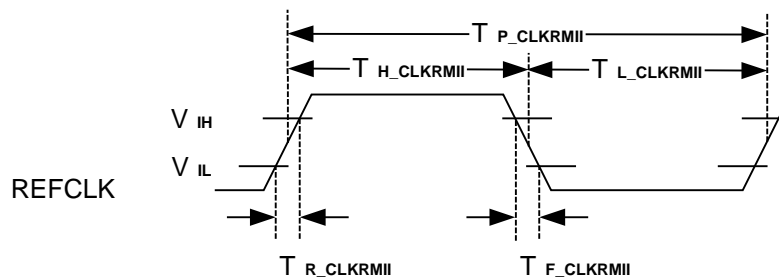 T P_CLKRMII
T H_CLKRMII T L_CLKRMII
V IH
V IL
REFCLK
T R_CLKRMII T F_CLKRMII